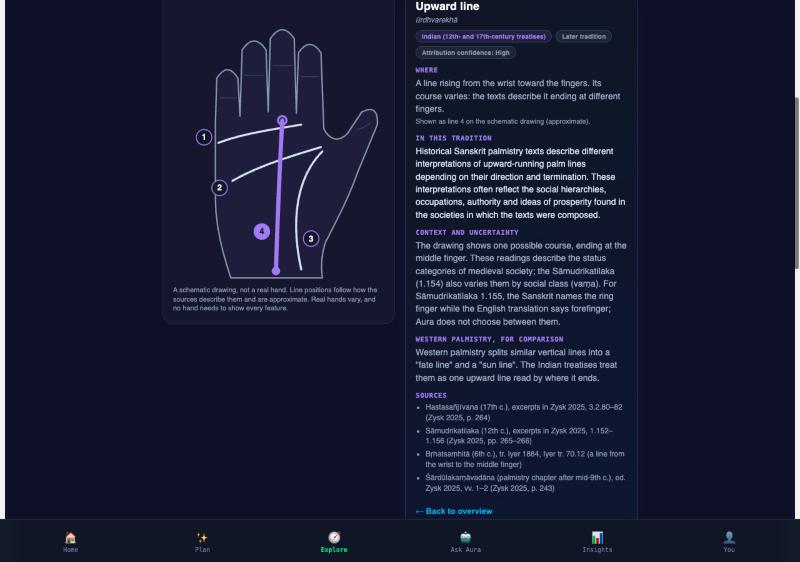 Upward line
ūrdhvarekhā
Indian (12th- and 17th-century treatises)
Later tradition
Attribution confidence: High
WHERE
A line rising from the wrist toward the fingers. Its
course varies: the texts describe it ending at different
fingers.
Shown as line 4 on the schematic drawing (approximate).
IN THIS TRADITION
Historical Sanskrit palmistry texts describe different
interpretations of upward-running palm lines
depending on their direction and termination. These
interpretations often reflect the social hierarchies,
occupations, authority and ideas of prosperity found in
the societies in which the texts were composed.
CONTEXT AND UNCERTAINTY
The drawing shows one possible course, ending at the
middle finger. These readings describe the status
categories of medieval society; the Sāmudrikatilaka
(1.154) also varies them by social class (varṇa). For
Sāmudrikatilaka 1.155, the Sanskrit names the ring
finger while the English translation says forefinger;
Aura does not choose between them.
WESTERN PALMISTRY, FOR COMPARISON
Western palmistry splits similar vertical lines into a
"fate line" and a "sun line". The Indian treatises treat
them as one upward line read by where it ends.
SOURCES
• Hastasañjīvana (17th c.), excerpts in Zysk 2025, 3.2.80–82
(Zysk 2025, p. 264)
• Sāmudrikatilaka (12th c.), excerpts in Zysk 2025, 1.152–
1.156 (Zysk 2025, pp. 265–266)
• Bṛhatsaṃhitā (6th c.), tr. Iyer 1884, Iyer tr. 70.12 (a line from
the wrist to the middle finger)
• Śārdūlakarṇāvadāna (palmistry chapter after mid-9th c.), ed.
Zysk 2025, vv. 1–2 (Zysk 2025, p. 243)
← Back to overview
1
2
4
3
A schematic drawing, not a real hand. Line positions follow how the
sources describe them and are approximate. Real hands vary, and
no hand needs to show every feature.
Home
Plan
Explore
Ask Aura
Insights
You